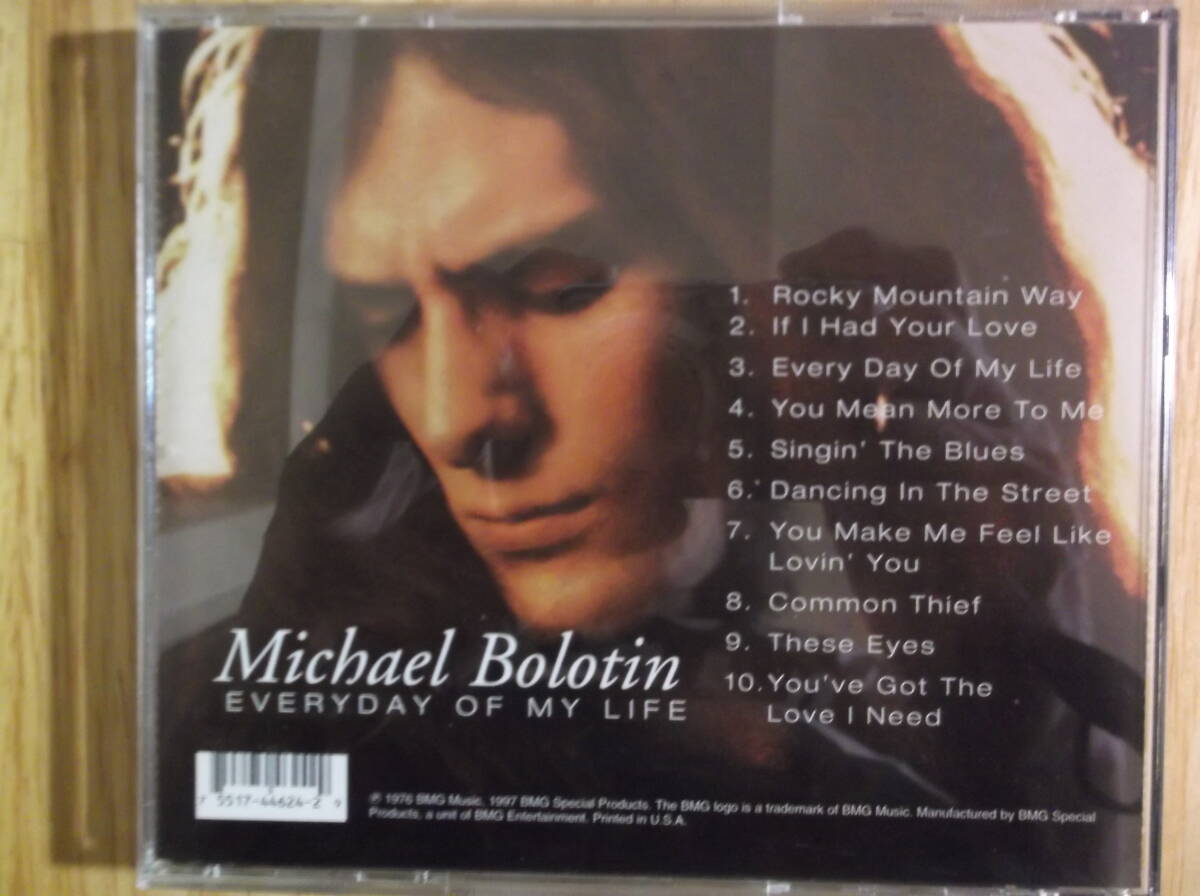 1. Rocky Mountain Way
2. If I Had Your Love
3. Every Day Of My Life
4. You Mean More To Me
5. Singin' The Blues
6. Dancing In The Street
7. You Make Me Feel Like
Lovin' You
8. Common Thief
9. These Eyes
10. You've Got The
Love I Need
Michael Bolotin
EVERYDAY OF MY LIFE
7 5517-44624-2 9
℗ 1976 BMG Music. 1997 BMG Special Products. The BMG logo is a trademark of BMG Music. Manufactured by BMG Special
Products, a unit of BMG Entertainment. Printed in U.S.A.